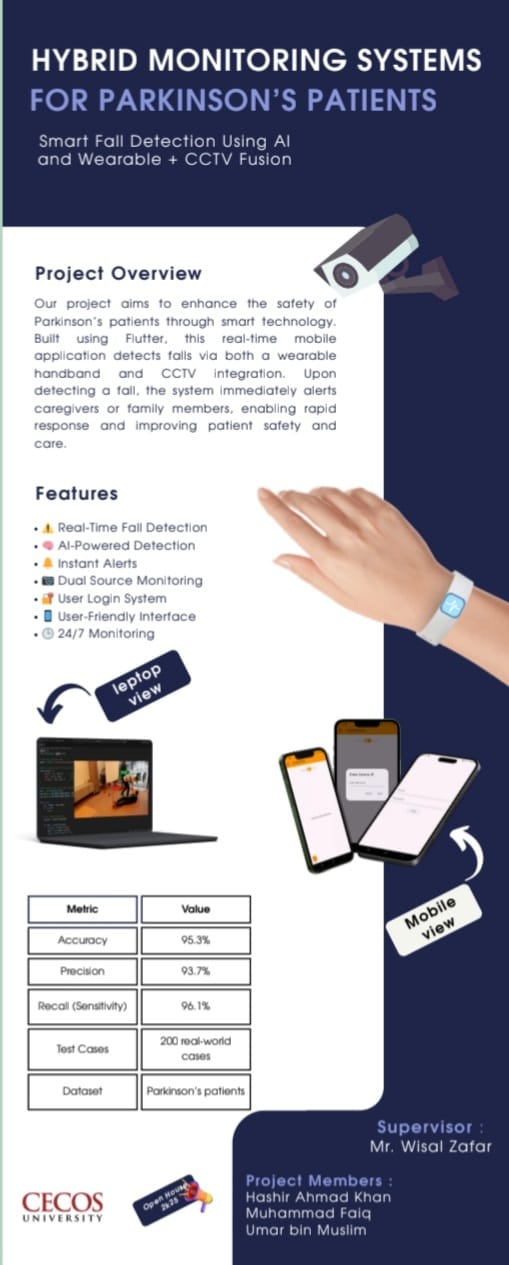 HYBRID MONITORING SYSTEMS
FOR PARKINSON'S PATIENTS
Smart Fall Detection Using AI
and Wearable + CCTV Fusion
Project Overview
Our project aims to enhance the safety of
Parkinson's patients through smart technology.
Built using Flutter, this real-time mobile
application detects falls via both a wearable
handband and CCTV integration. Upon
detecting a fall, the system immediately alerts
caregivers or family members, enabling rapid
response and improving patient safety and
care.
Features
• ⚠️ Real-Time Fall Detection
• 🧠 AI-Powered Detection
• 🔔 Instant Alerts
• 📷 Dual Source Monitoring
• 🔐 User Login System
• 📱 User-Friendly Interface
• 🕒 24/7 Monitoring
leptop
view
Mobile
view
Metric Value
Accuracy 95.3%
Precision 93.7%
Recall (Sensitivity) 96.1%
Test Cases 200 real-world
cases
Dataset Parkinson's patients
Supervisor :
Mr. Wisal Zafar
Project Members :
Hashir Ahmad Khan
Muhammad Faiq
Umar bin Muslim
CECOS
UNIVERSITY
Open House
2k25